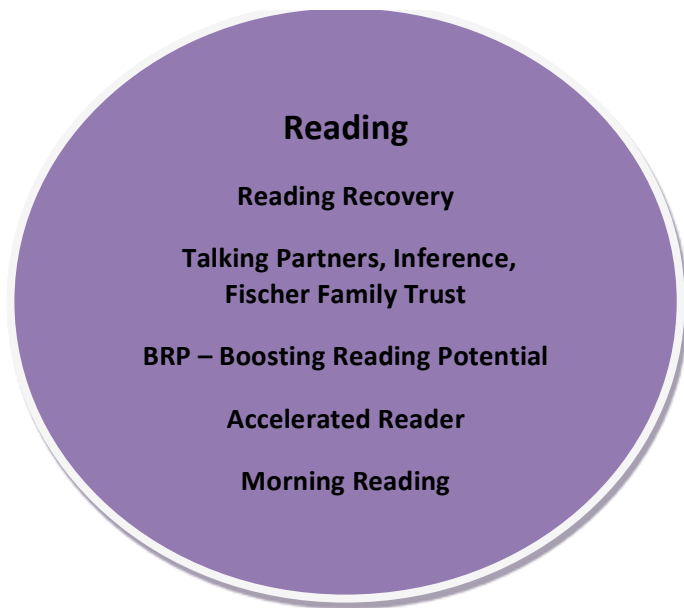 Reading
Reading Recovery
Talking Partners, Inference,
Fischer Family Trust
BRP – Boosting Reading Potential
Accelerated Reader
Morning Reading